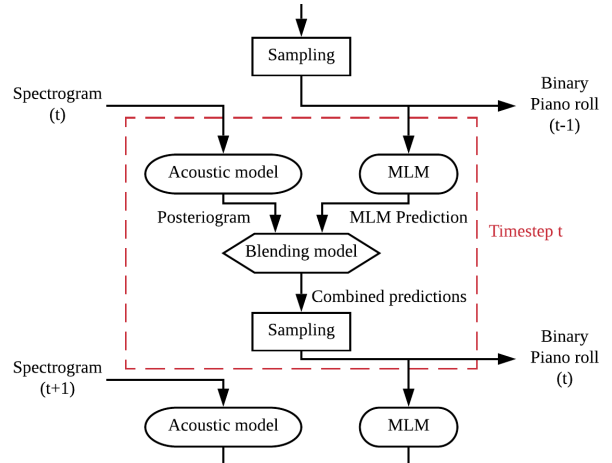 Sampling
Spectrogram
(t)
Binary
Piano roll
(t-1)
Acoustic model
MLM
Posteriogram
MLM Prediction
Timestep t
Blending model
Combined predictions
Sampling
Binary
Piano roll
(t)
Spectrogram
(t+1)
Acoustic model
MLM